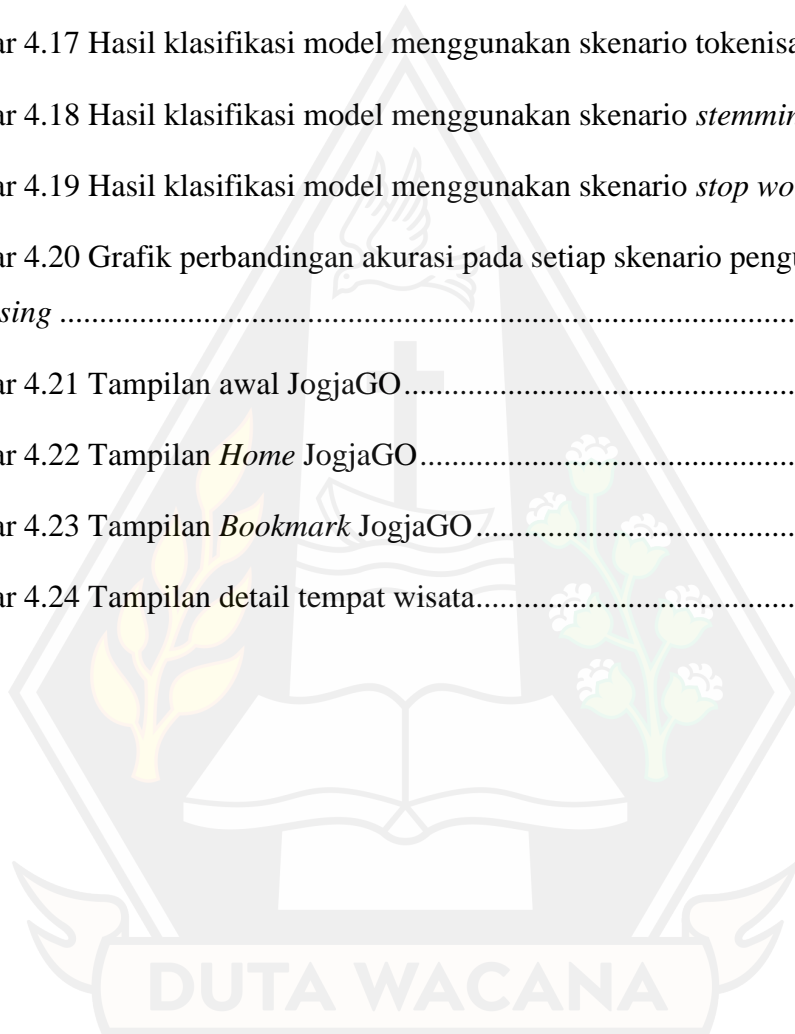 ar 4.17 Hasil klasifikasi model menggunakan skenario tokenisa
ar 4.18 Hasil klasifikasi model menggunakan skenario stemmin
ar 4.19 Hasil klasifikasi model menggunakan skenario stop wo
ar 4.20 Grafik perbandingan akurasi pada setiap skenario pengu
sing ............................................................................................
ar 4.21 Tampilan awal JogjaGO.................................................
ar 4.22 Tampilan Home JogjaGO...............................................
ar 4.23 Tampilan Bookmark JogjaGO........................................
ar 4.24 Tampilan detail tempat wisata........................................
DUTA WACANA